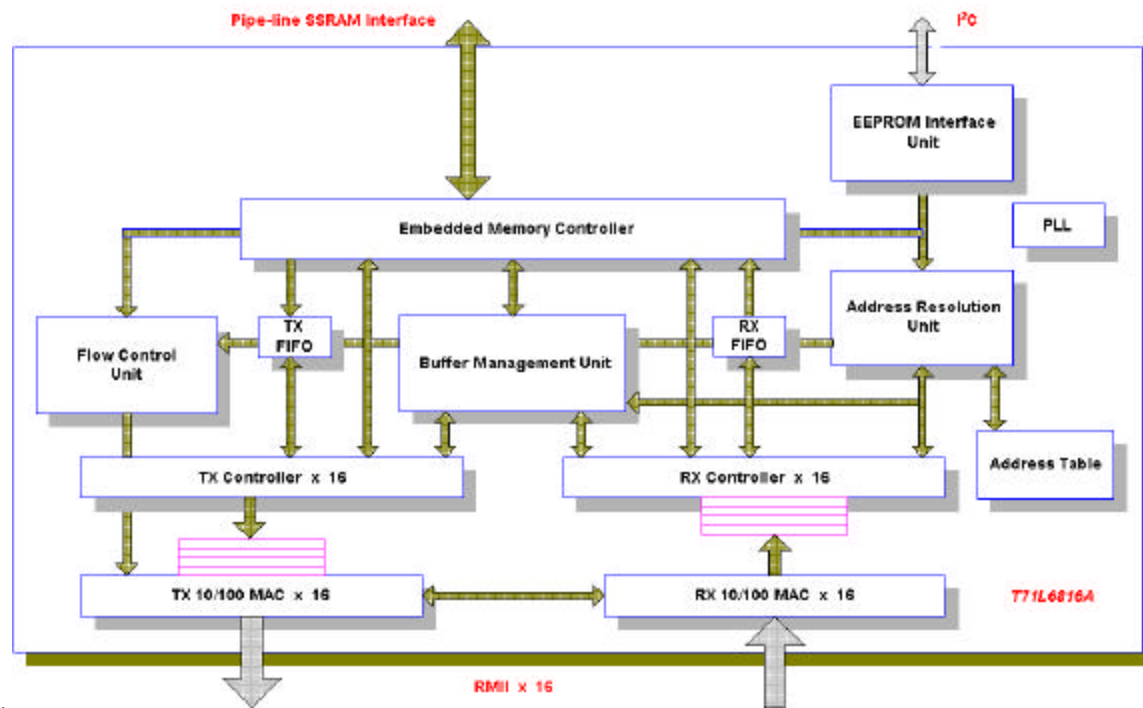 Pipe-line SSRAM Interface
I²C
EEPROM Interface
Unit
Embedded Memory Controller
PLL
Address Resolution
Unit
TX
FIFO
RX
FIFO
Flow Control
Unit
Buffer Management Unit
Address Table
TX Controller x 16
RX Controller x 16
TX 10/100 MAC x 16
RX 10/100 MAC x 16
T71L6816A
RMII x 16